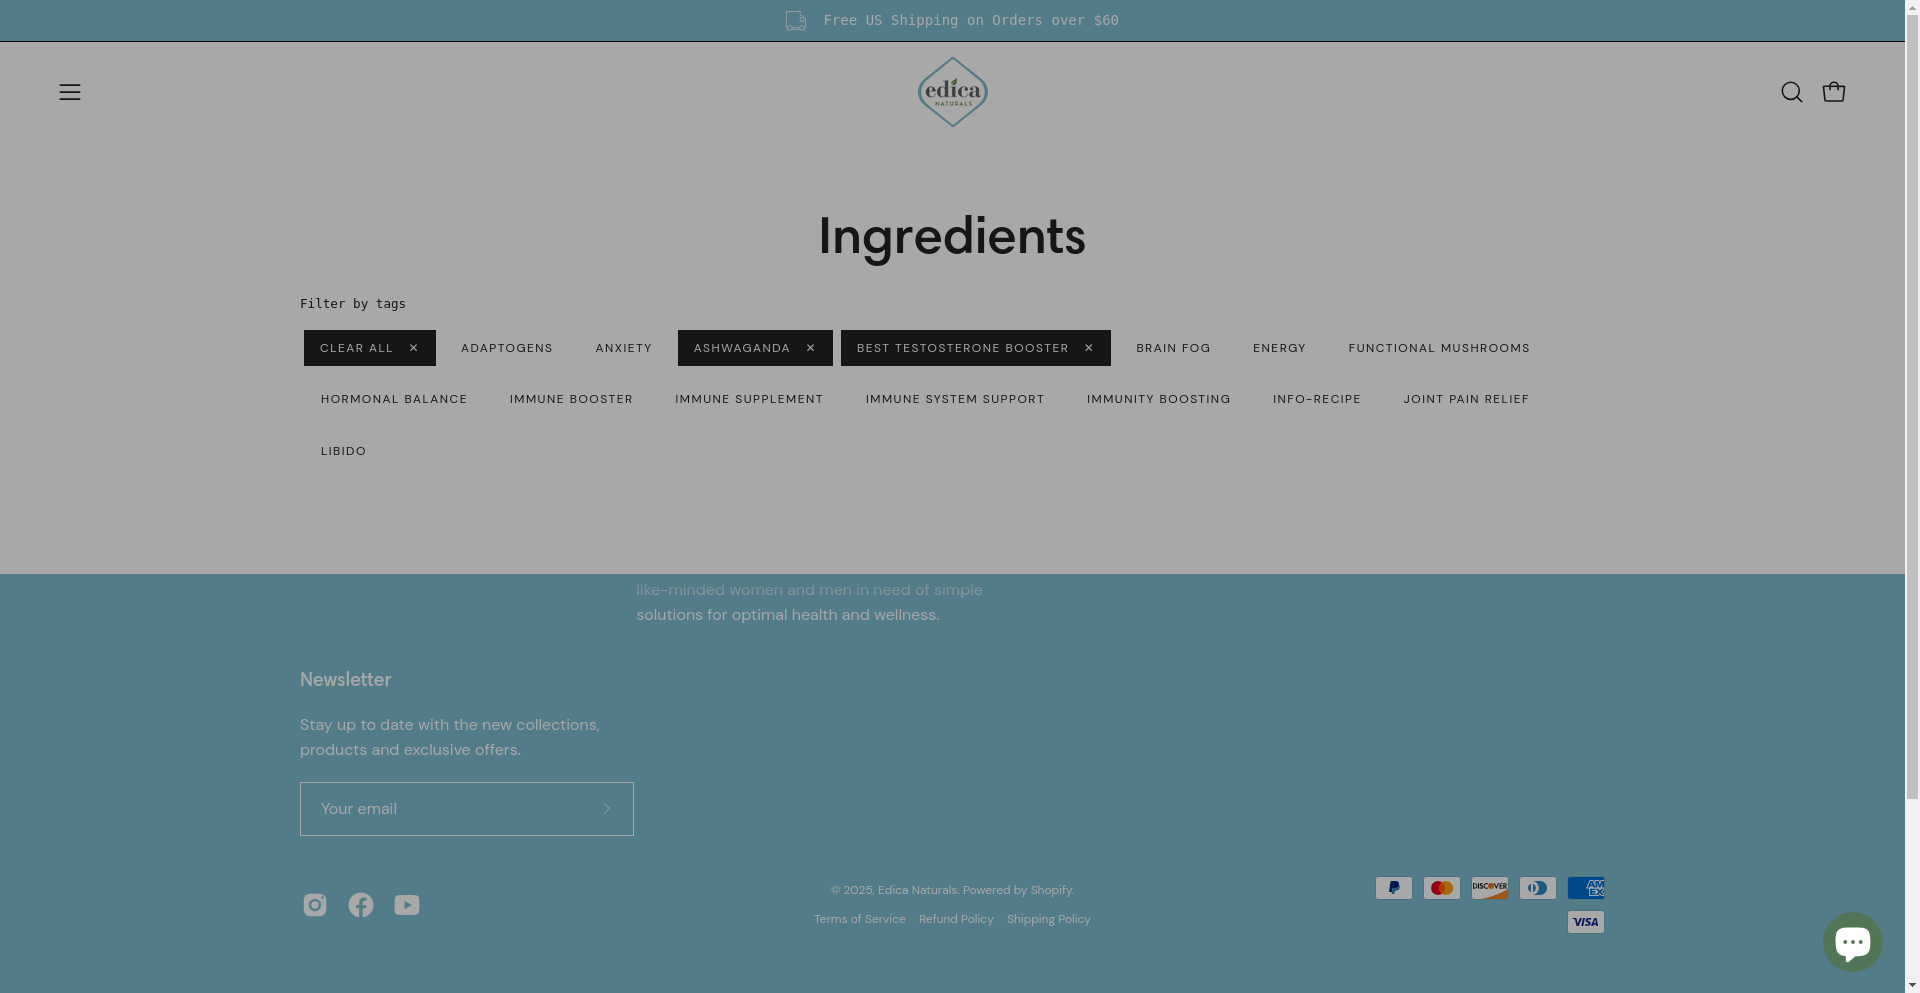 Free US Shipping on Orders over $60
edica
NATURALS
Ingredients
Filter by tags
CLEAR ALL ✕ ADAPTOGENS ANXIETY ASHWAGANDA ✕ BEST TESTOSTERONE BOOSTER ✕ BRAIN FOG ENERGY FUNCTIONAL MUSHROOMS
HORMONAL BALANCE IMMUNE BOOSTER IMMUNE SUPPLEMENT IMMUNE SYSTEM SUPPORT IMMUNITY BOOSTING INFO-RECIPE JOINT PAIN RELIEF
LIBIDO
like-minded women and men in need of simple
solutions for optimal health and wellness.
Newsletter
Stay up to date with the new collections,
products and exclusive offers.
Your email
© 2025, Edica Naturals. Powered by Shopify.
Terms of Service Refund Policy Shipping Policy
DISCOVER
AM
EX
VISA